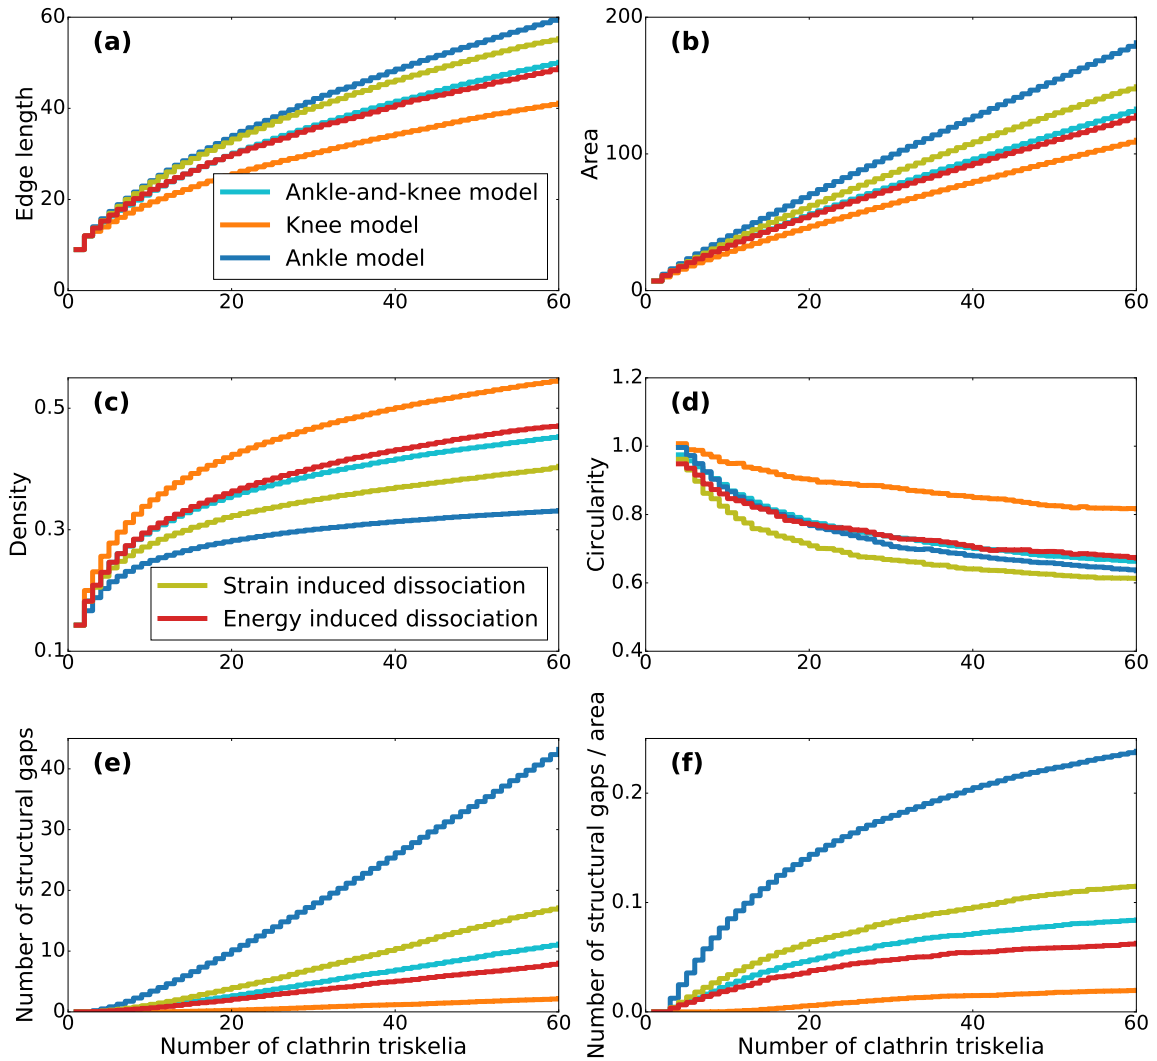 (a)
Edge length
60
40
20
0
0 20 40 60
Ankle-and-knee model
Knee model
Ankle model
(b)
Area
200
100
0
0 20 40 60
(c)
Density
0.5
0.3
0.1
0 20 40 60
Strain induced dissociation
Energy induced dissociation
(d)
Circularity
1.2
1.0
0.8
0.6
0.4
0 20 40 60
(e)
Number of structural gaps
40
30
20
10
0
0 20 40 60
Number of clathrin triskelia
(f)
Number of structural gaps / area
0.2
0.1
0.0
0 20 40 60
Number of clathrin triskelia